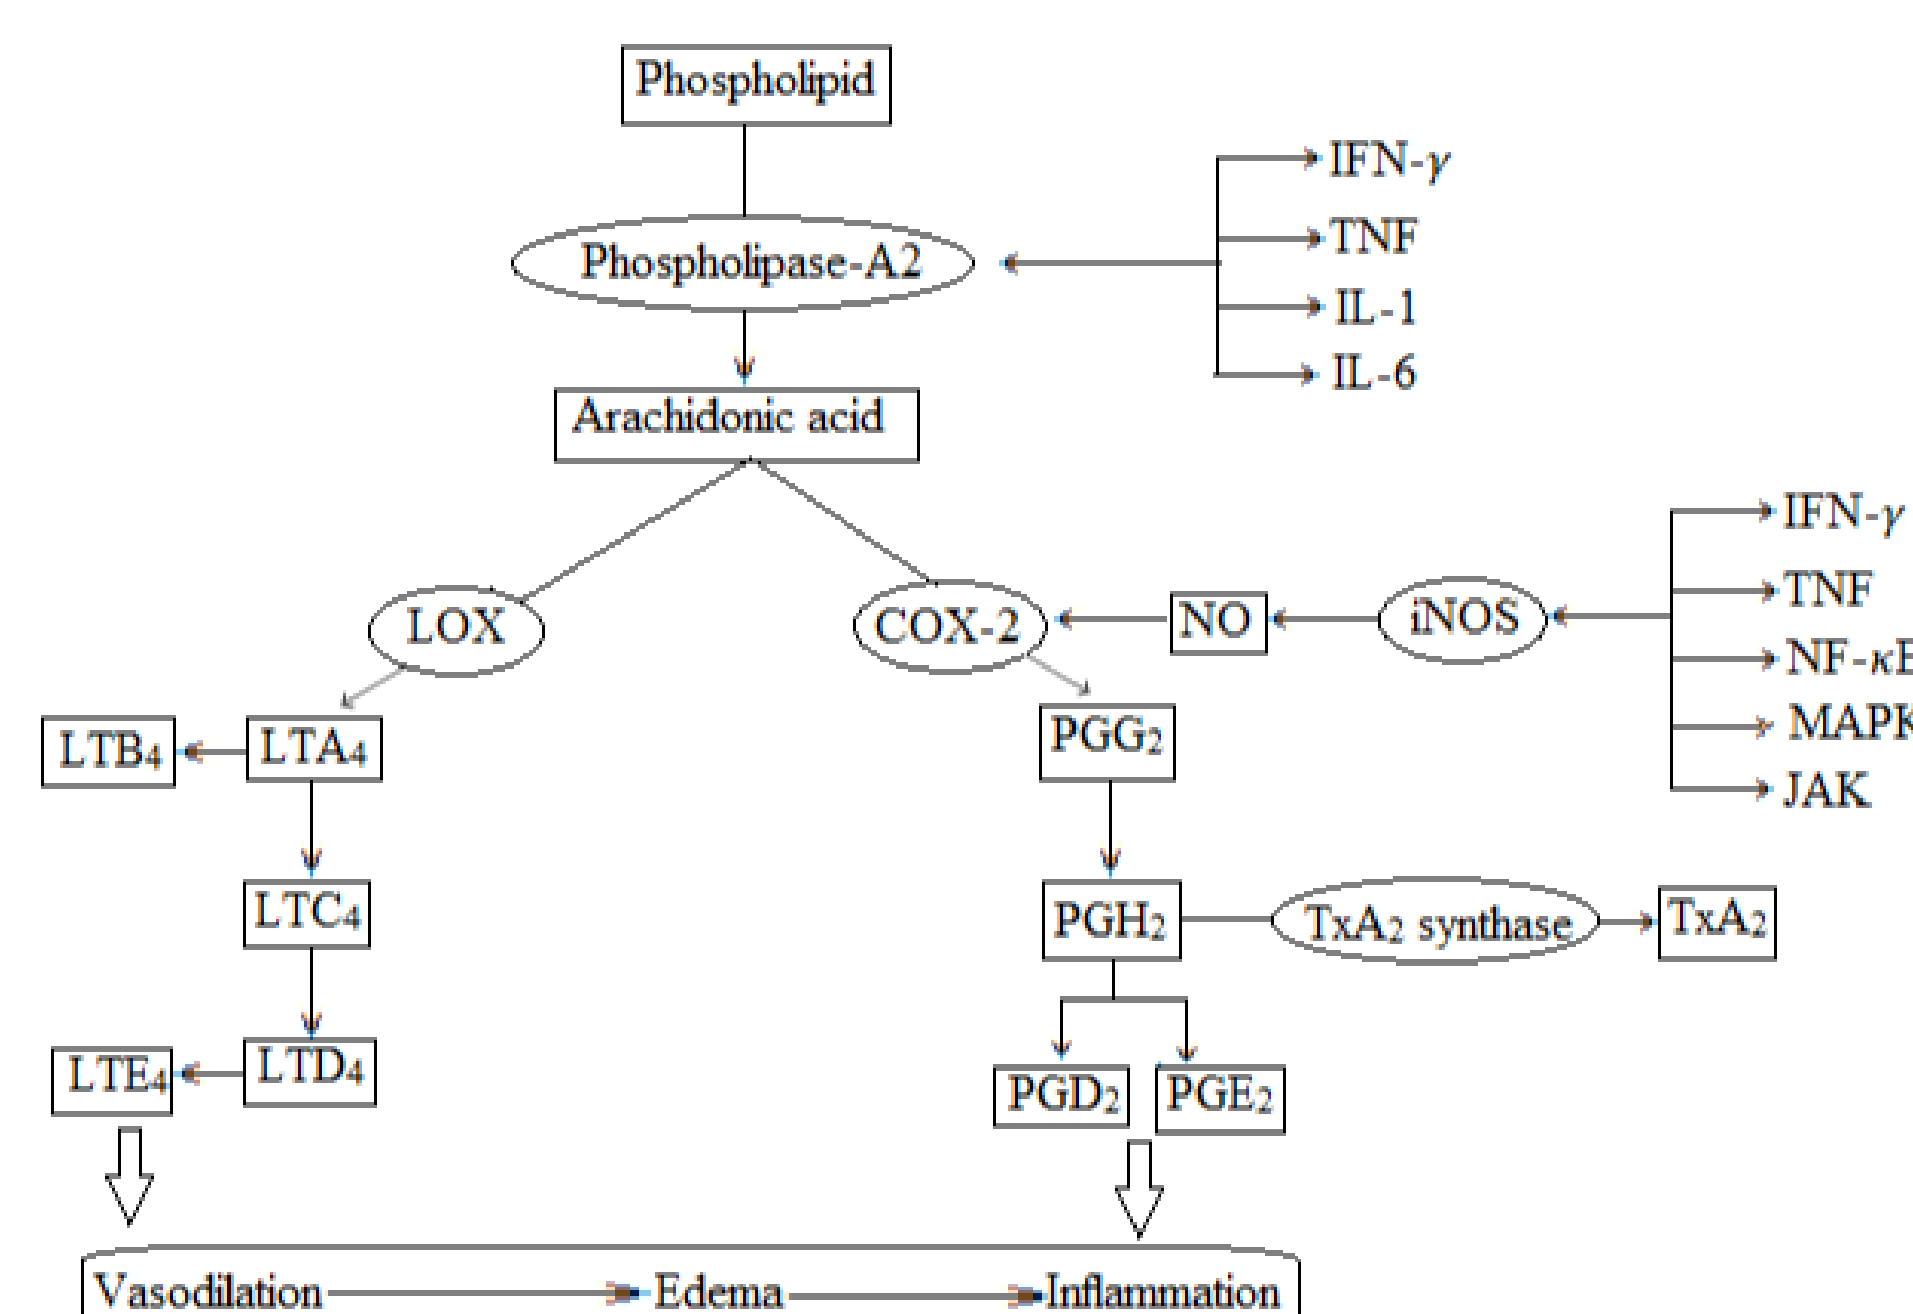 Phospholipid
IFN-γ
Phospholipase-A2
TNF
IL-1
IL-6
Arachidonic acid
IFN-γ
TNF
LOX
COX-2
NO
iNOS
MAPK
JAK
LTB₄
LTA₄
PGG₂
LTC₄
PGH₂
TxA₂ synthase
TxA₂
LTE₄
LTD₄
PGD₂
PGE₂
Vasodilation
Edema
Inflammation